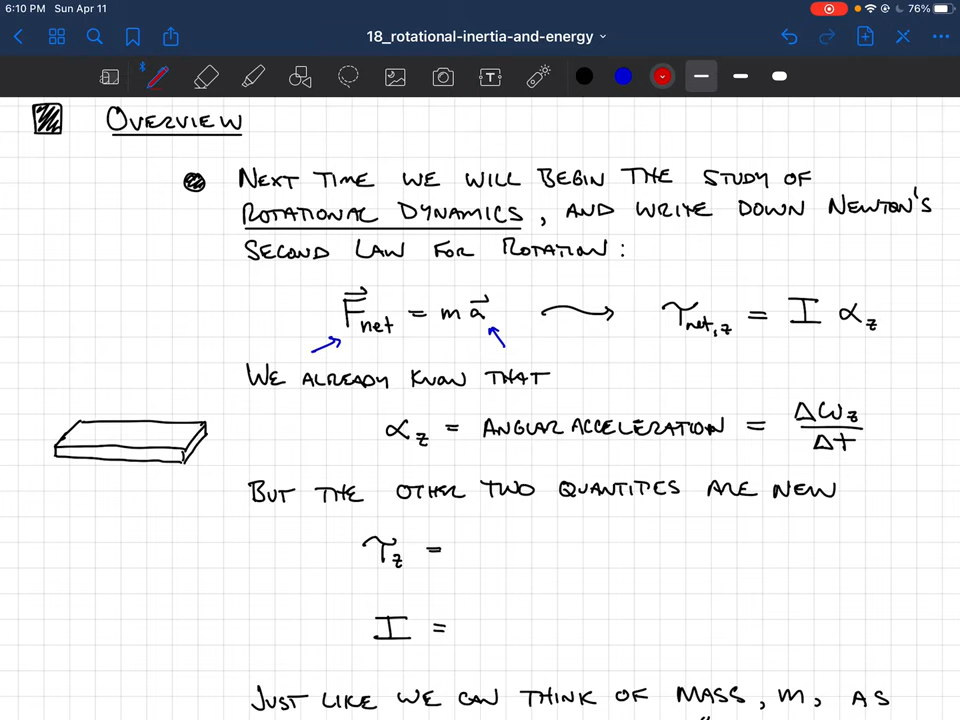 6:10 PM Sun Apr 11
76%
18_rotational-inertia-and-energy
T
OVERVIEW
NEXT TIME WE WILL BEGIN THE STUDY OF
ROTATIONAL DYNAMICS, AND WRITE DOWN NEWTON'S
SECOND LAW FOR ROTATION:
F⃗net = m a⃗ ⟿ τnet,z = I αz
WE ALREADY KNOW THAT
αz = ANGULAR ACCELERATION = Δωz/Δt
BUT THE OTHER TWO QUANTITIES ARE NEW
τz =
I =
JUST LIKE WE CAN THINK OF MASS, m, AS